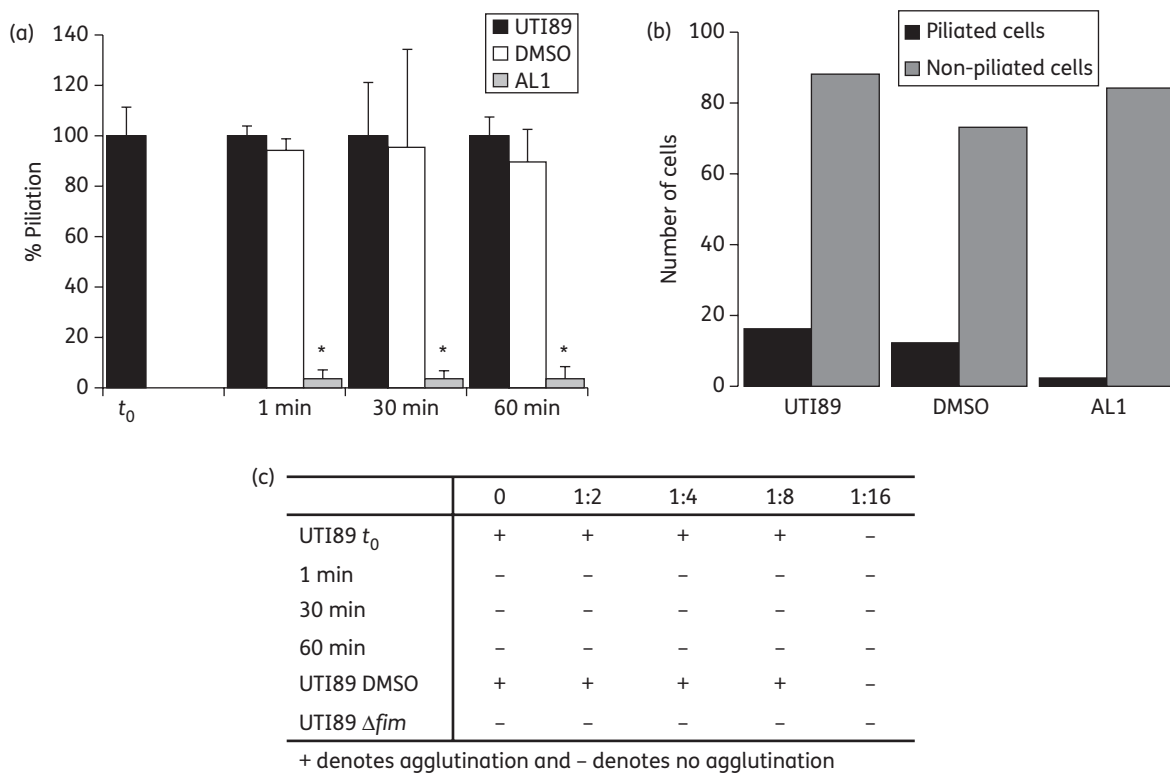 (a)
140
120
100
80
60
40
20
0
% Piliation
UTI89
DMSO
AL1
*
*
*
t0
1 min
30 min
60 min
(b)
100
80
60
40
20
0
Number of cells
Piliated cells
Non-piliated cells
UTI89
DMSO
AL1
(c)
0 1:2 1:4 1:8 1:16
UTI89 t0 + + + + –
1 min – – – – –
30 min – – – – –
60 min – – – – –
UTI89 DMSO + + + + –
UTI89 Δfim – – – – –
+ denotes agglutination and – denotes no agglutination